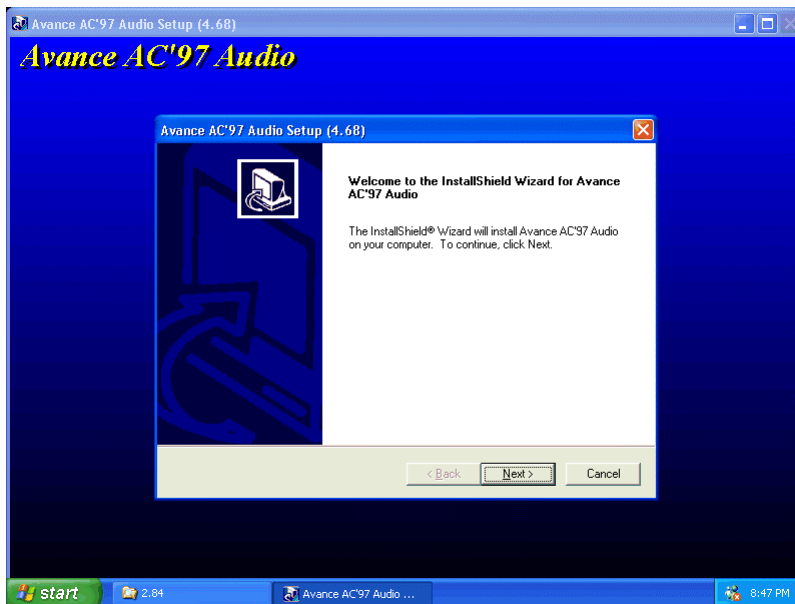 Avance AC'97 Audio Setup (4.68)
Avance AC'97 Audio
Avance AC'97 Audio Setup (4.68)
Welcome to the InstallShield Wizard for Avance
AC'97 Audio
The InstallShield® Wizard will install Avance AC'97 Audio
on your computer. To continue, click Next.
< Back
Next >
Cancel
start
2.84
Avance AC'97 Audio ...
8:47 PM